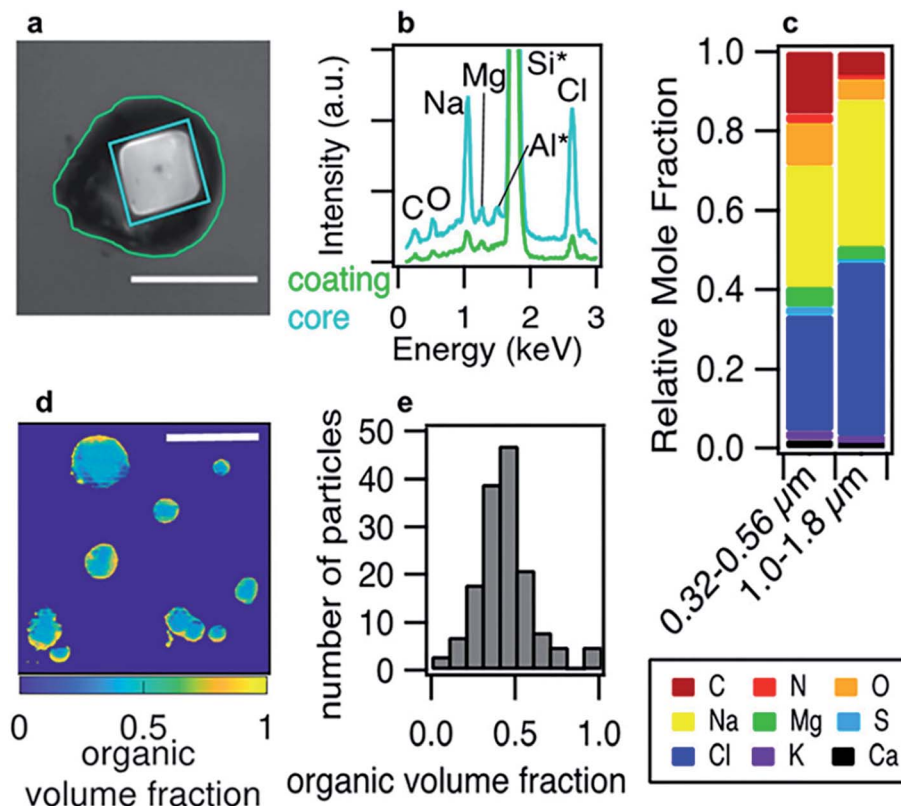 a
b
c
Intensity (a.u.)
Na
Mg
Si*
Cl
Al*
C
O
coating
core
0
1
2
3
Energy (keV)
Relative Mole Fraction
1.0
0.8
0.6
0.4
0.2
0.0
0.32-0.56 µm
1.0-1.8 µm
d
0
0.5
1
organic
volume fraction
e
number of particles
50
40
30
20
10
0
0.0
0.5
1.0
organic volume fraction
C N O
Na Mg S
Cl K Ca